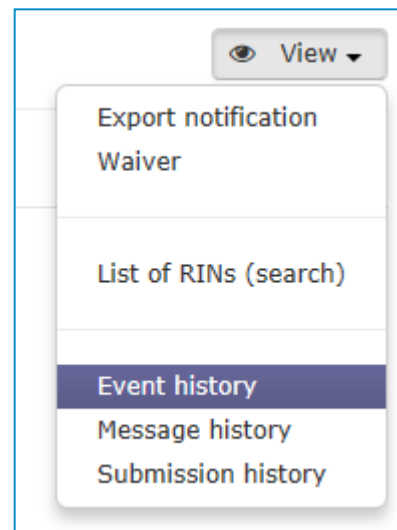 View
Export notification
Waiver
List of RINs (search)
Event history
Message history
Submission history